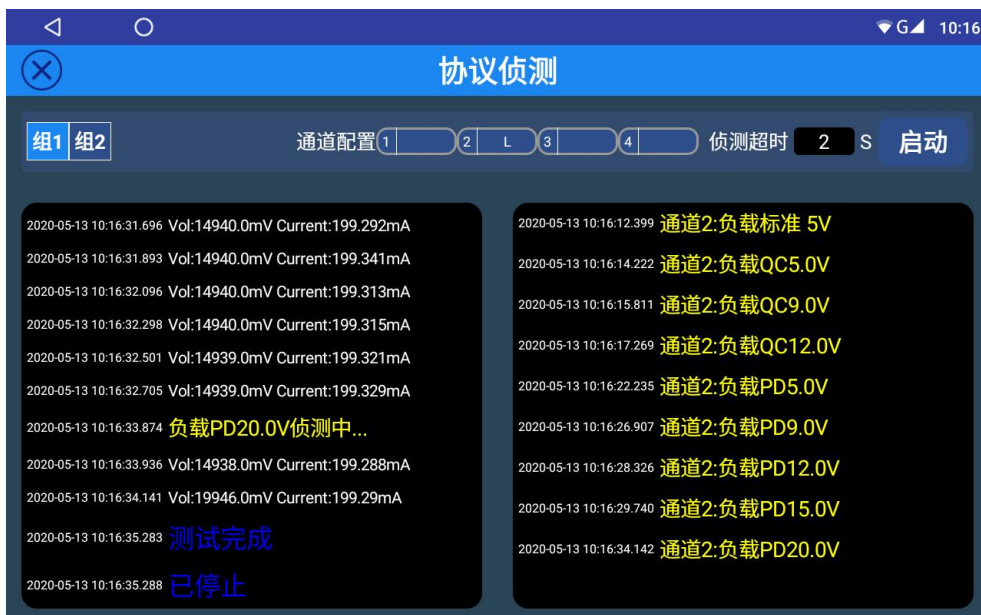 G 10:16
协议侦测
组1 组2 通道配置 1 2 L 3 4 侦测超时 2 S 启动
2020-05-13 10:16:31.696 Vol:14940.0mV Current:199.292mA
2020-05-13 10:16:31.893 Vol:14940.0mV Current:199.341mA
2020-05-13 10:16:32.096 Vol:14940.0mV Current:199.313mA
2020-05-13 10:16:32.298 Vol:14940.0mV Current:199.315mA
2020-05-13 10:16:32.501 Vol:14939.0mV Current:199.321mA
2020-05-13 10:16:32.705 Vol:14939.0mV Current:199.329mA
2020-05-13 10:16:33.874 负载PD20.0V侦测中...
2020-05-13 10:16:33.936 Vol:14938.0mV Current:199.288mA
2020-05-13 10:16:34.141 Vol:19946.0mV Current:199.29mA
2020-05-13 10:16:35.283 测试完成
2020-05-13 10:16:35.288 已停止
2020-05-13 10:16:12.399 通道2:负载标准 5V
2020-05-13 10:16:14.222 通道2:负载QC5.0V
2020-05-13 10:16:15.811 通道2:负载QC9.0V
2020-05-13 10:16:17.269 通道2:负载QC12.0V
2020-05-13 10:16:22.235 通道2:负载PD5.0V
2020-05-13 10:16:26.907 通道2:负载PD9.0V
2020-05-13 10:16:28.326 通道2:负载PD12.0V
2020-05-13 10:16:29.740 通道2:负载PD15.0V
2020-05-13 10:16:34.142 通道2:负载PD20.0V